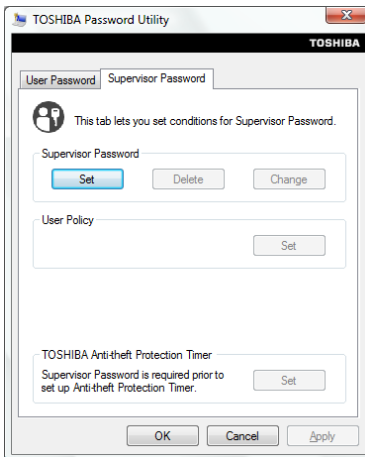 TOSHIBA Password Utility
TOSHIBA
User Password Supervisor Password
This tab lets you set conditions for Supervisor Password.
Supervisor Password
Set Delete Change
User Policy
Set
TOSHIBA Anti-theft Protection Timer
Supervisor Password is required prior to
set up Anti-theft Protection Timer.
Set
OK Cancel Apply